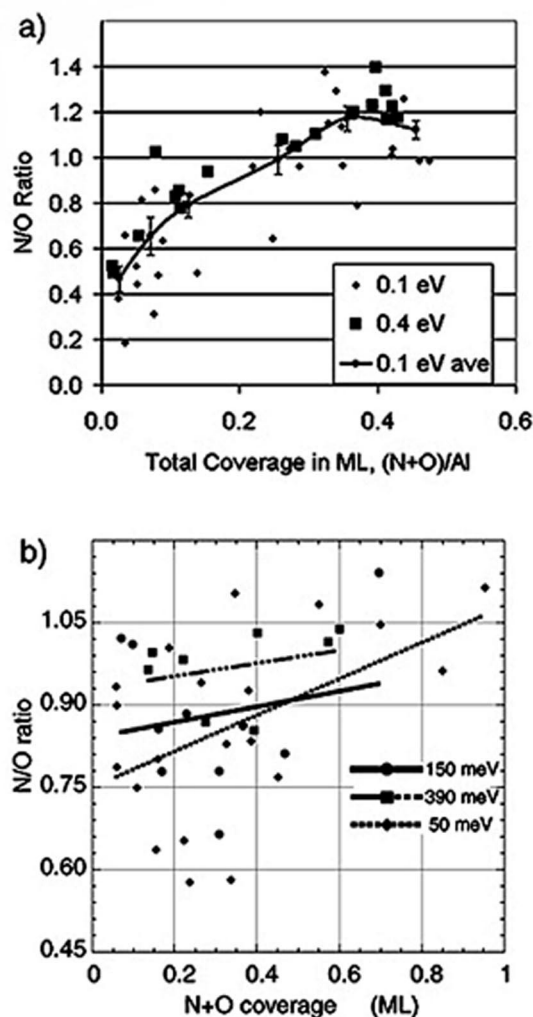 a)
1.4
1.2
1.0
0.8
0.6
0.4
0.2
0.0
N/O Ratio
0.1 eV
0.4 eV
0.1 eV ave
0.0 0.2 0.4 0.6
Total Coverage in ML, (N+O)/Al
b)
1.05
0.90
0.75
0.60
0.45
N/O ratio
150 meV
390 meV
50 meV
0 0.2 0.4 0.6 0.8 1
N+O coverage (ML)